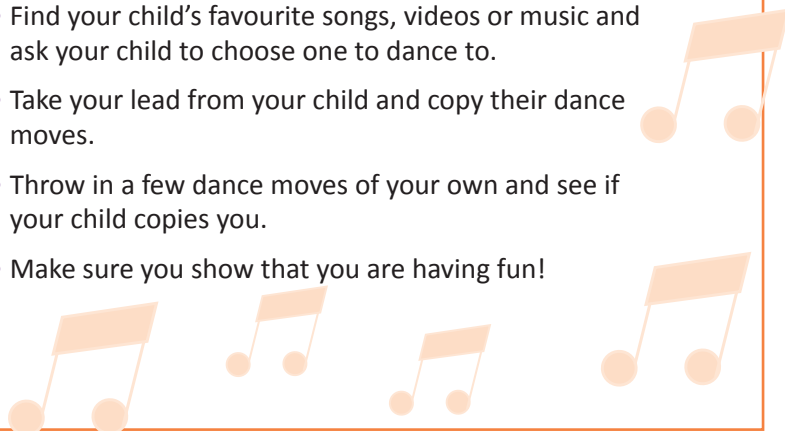 Find your child’s favourite songs, videos or music and
ask your child to choose one to dance to.
Take your lead from your child and copy their dance
moves.
Throw in a few dance moves of your own and see if
your child copies you.
Make sure you show that you are having fun!